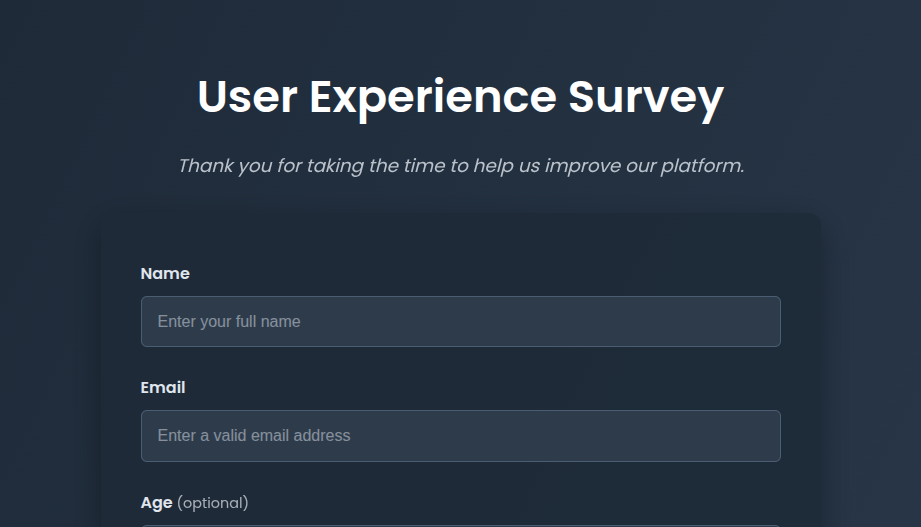 User Experience Survey
Thank you for taking the time to help us improve our platform.
Name
Enter your full name
Email
Enter a valid email address
Age (optional)